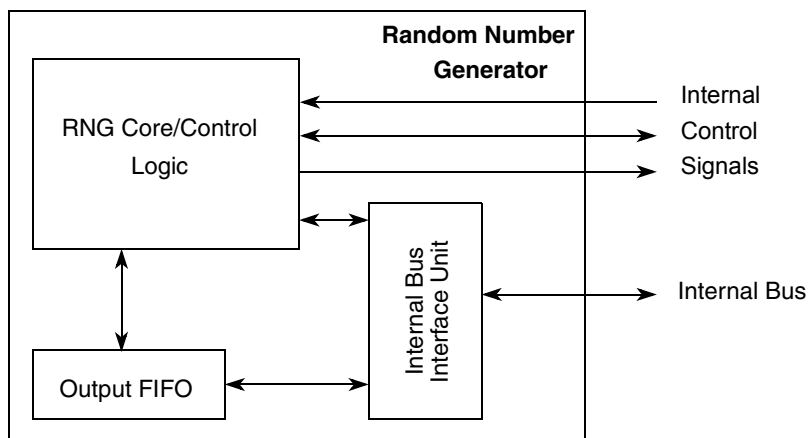 Random Number
Generator
RNG Core/Control
Logic
Internal
Control
Signals
Internal Bus
Interface Unit
Internal Bus
Output FIFO